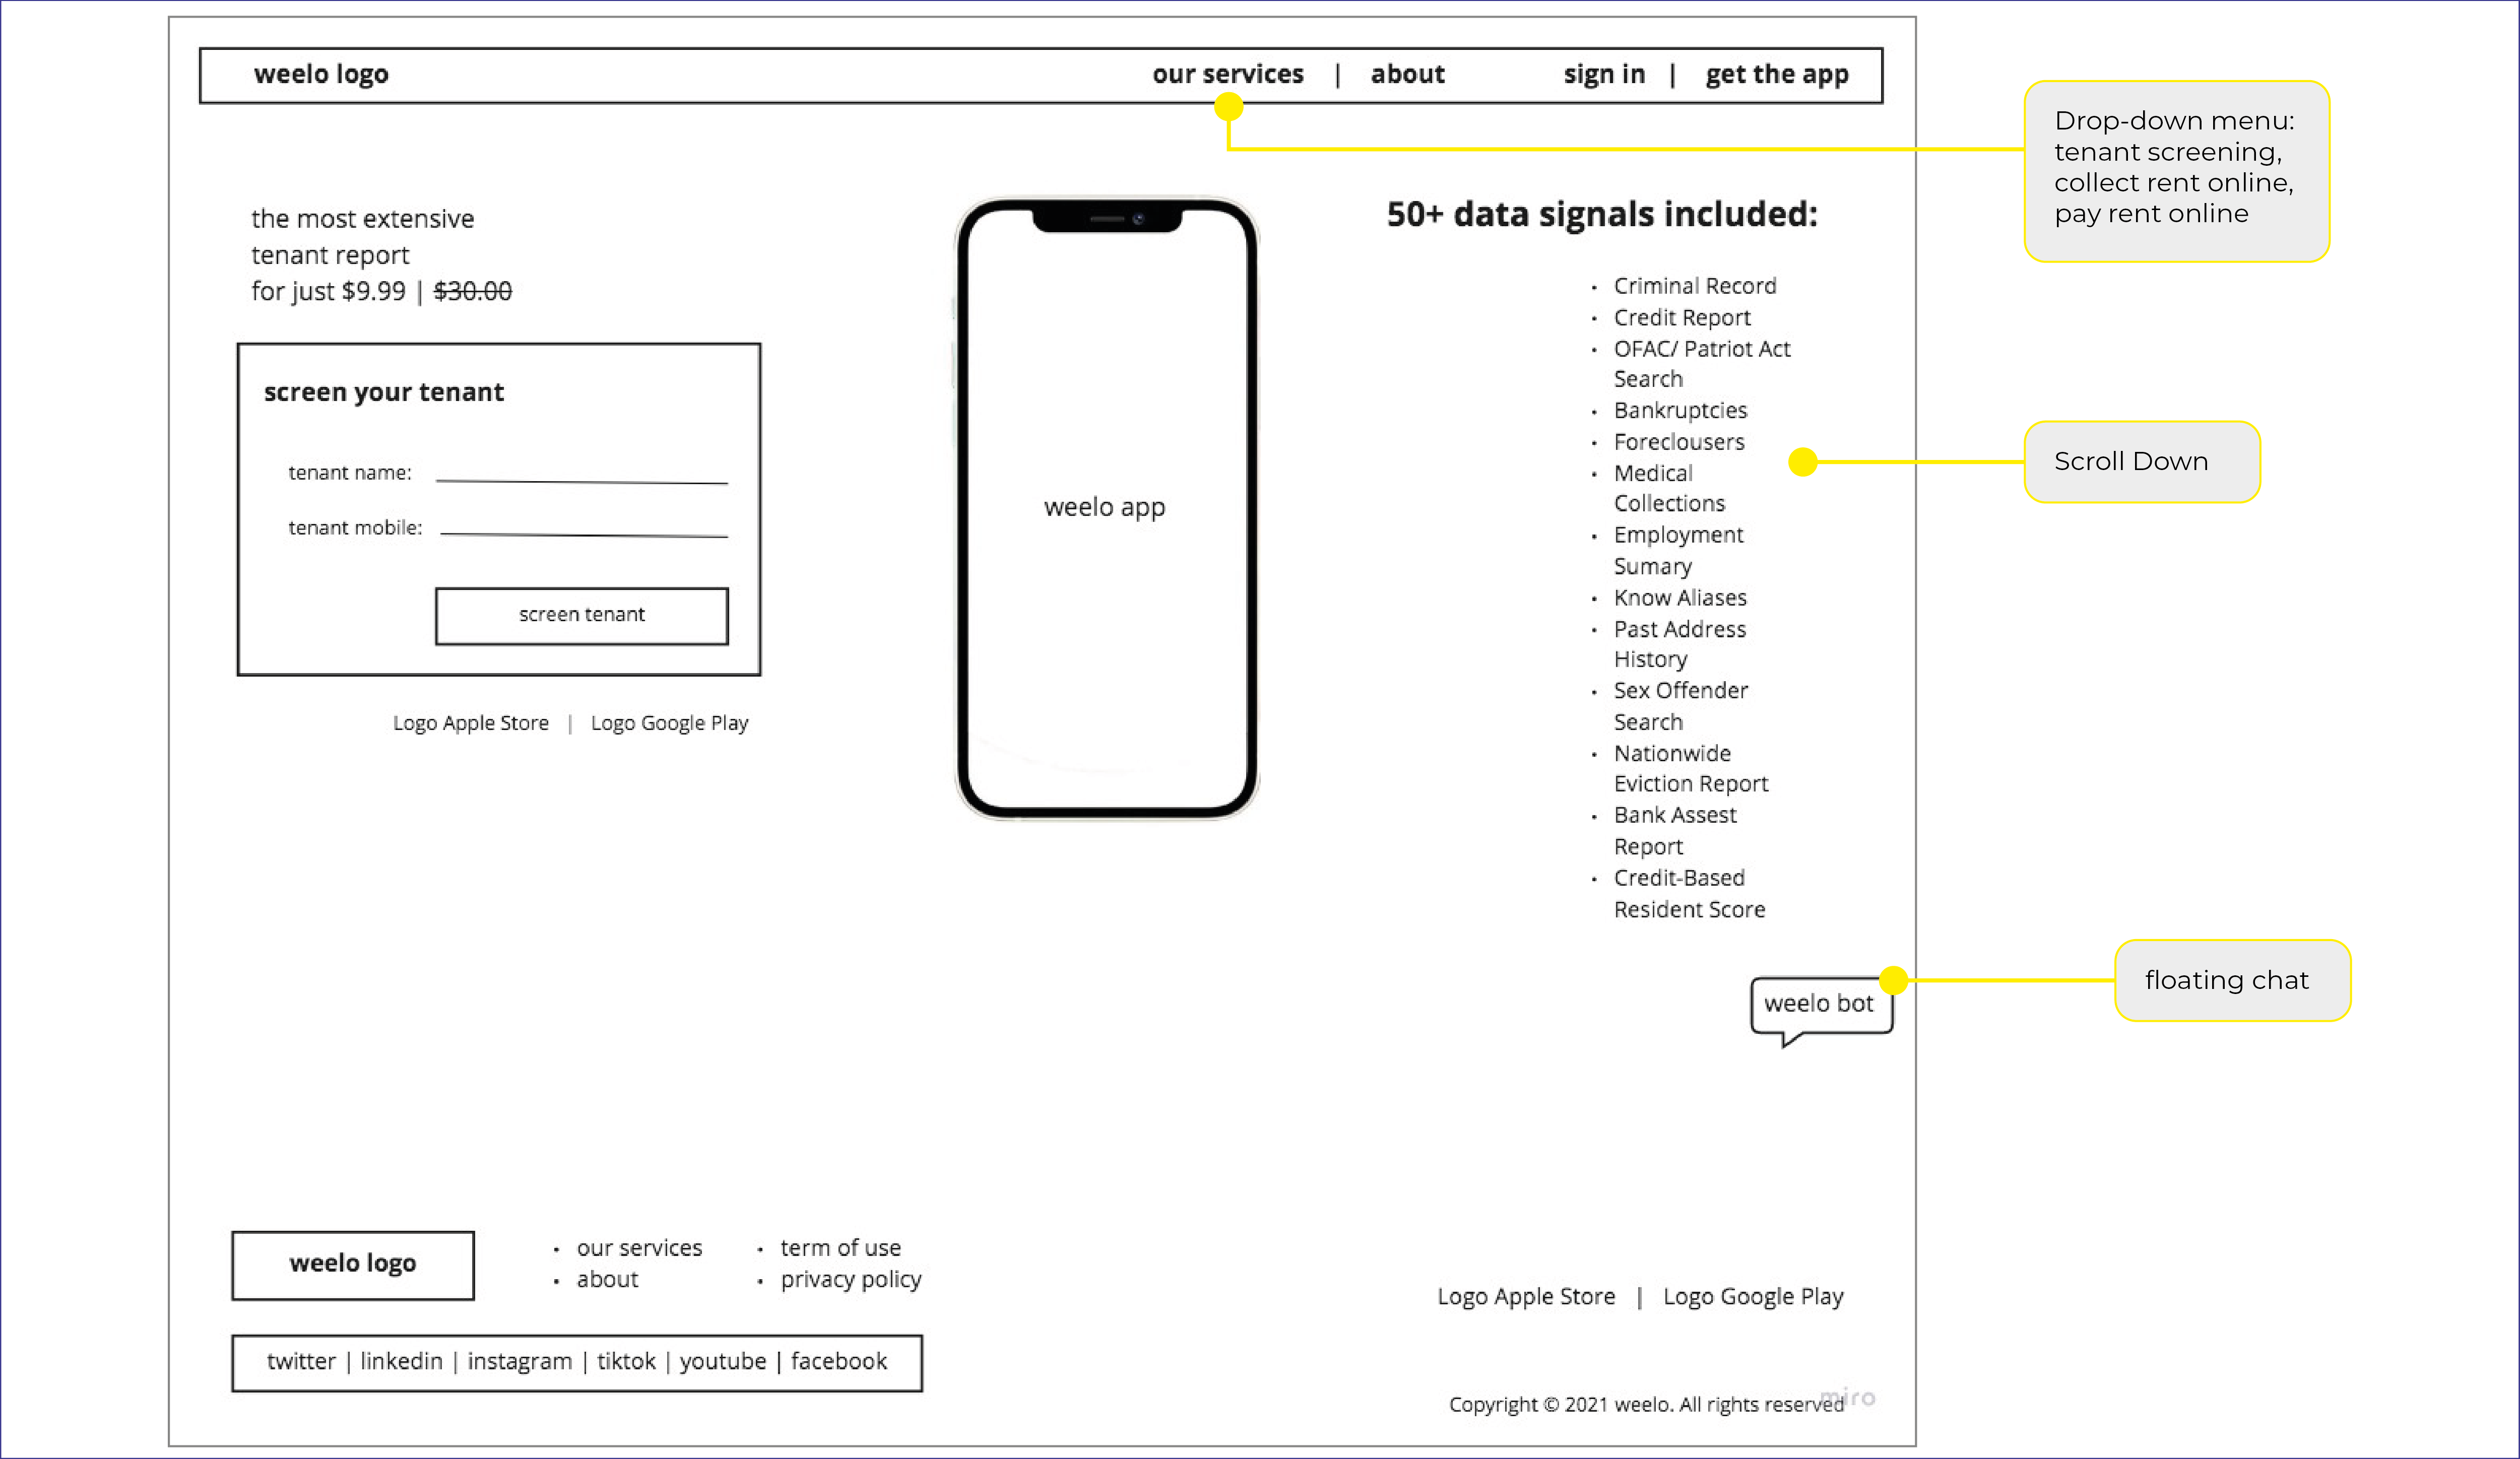 weelo logo
our services | about
sign in | get the app
Drop-down menu:
tenant screening,
collect rent online,
pay rent online
the most extensive
tenant report
for just $9.99 | $30.00
screen your tenant
tenant name:
tenant mobile:
screen tenant
Logo Apple Store | Logo Google Play
weelo app
50+ data signals included:
• Criminal Record
• Credit Report
• OFAC/ Patriot Act
Search
• Bankruptcies
• Foreclousers
• Medical
Collections
• Employment
Sumary
• Know Aliases
• Past Address
History
• Sex Offender
Search
• Nationwide
Eviction Report
• Bank Assest
Report
• Credit-Based
Resident Score
Scroll Down
weelo bot
floating chat
weelo logo
• our services
• about
• term of use
• privacy policy
Logo Apple Store | Logo Google Play
twitter | linkedin | instagram | tiktok | youtube | facebook
Copyright © 2021 weelo. All rights reserved
miro